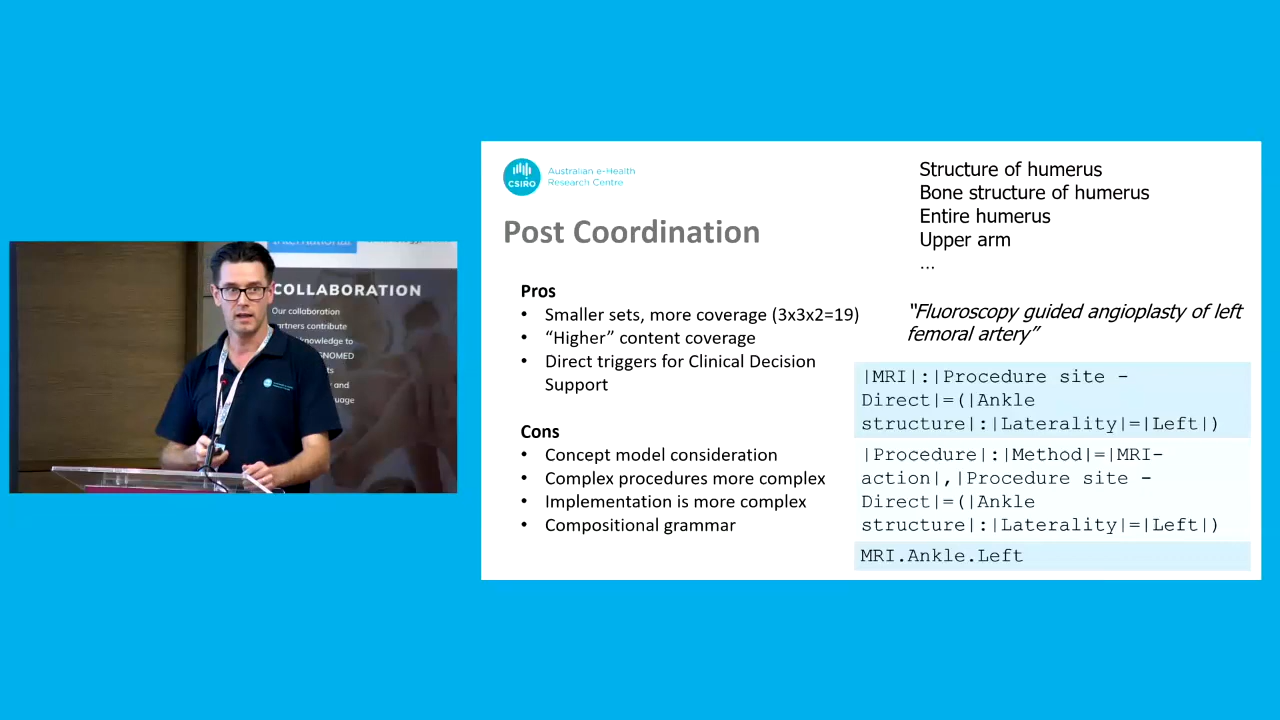 COLLABORATION
Our collaboration
partners contribute
knowledge to
SNOMED
and
CSIRO
Australian e-Health
Research Centre
Post Coordination
Pros
• Smaller sets, more coverage (3x3x2=19)
• “Higher” content coverage
• Direct triggers for Clinical Decision
Support
Cons
• Concept model consideration
• Complex procedures more complex
• Implementation is more complex
• Compositional grammar
Structure of humerus
Bone structure of humerus
Entire humerus
Upper arm
...
“Fluoroscopy guided angioplasty of left
femoral artery”
|MRI|:|Procedure site -
Direct|=(|Ankle
structure|:|Laterality|=|Left|)
|Procedure|:|Method|=|MRI-
action|,|Procedure site -
Direct|=(|Ankle
structure|:|Laterality|=|Left|)
MRI.Ankle.Left